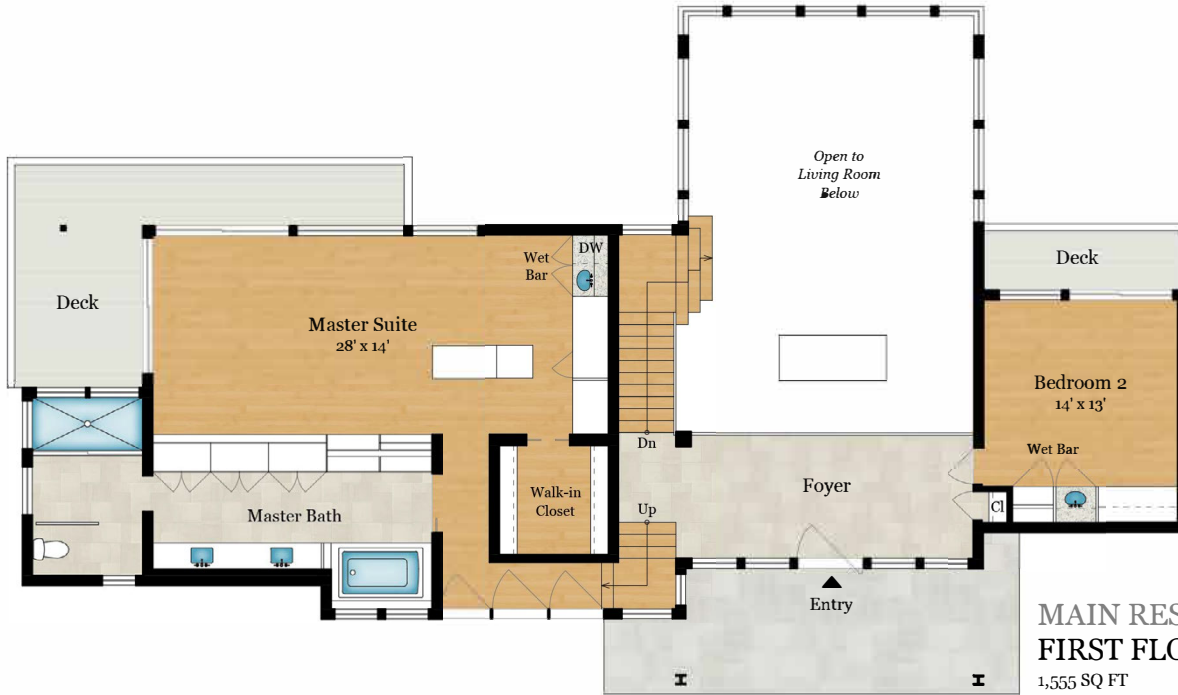 Open to
Living Room
Below
Deck
Wet
Bar
DW
Master Suite
28' x 14'
Deck
Bedroom 2
14' x 13'
Wet Bar
Dn
Foyer
Walk-in
Closet
Up
Cl
Master Bath
Entry
MAIN RES
FIRST FLO
1,555 SQ FT